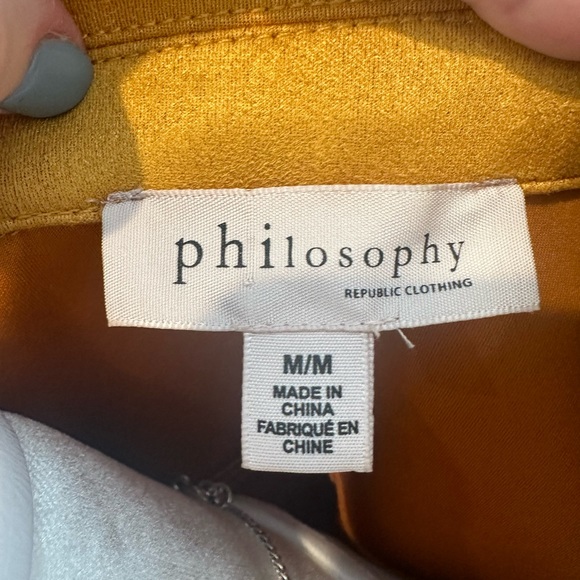 philosophy
REPUBLIC CLOTHING
M/M
MADE IN
CHINA
FABRIQUÉ EN
CHINE